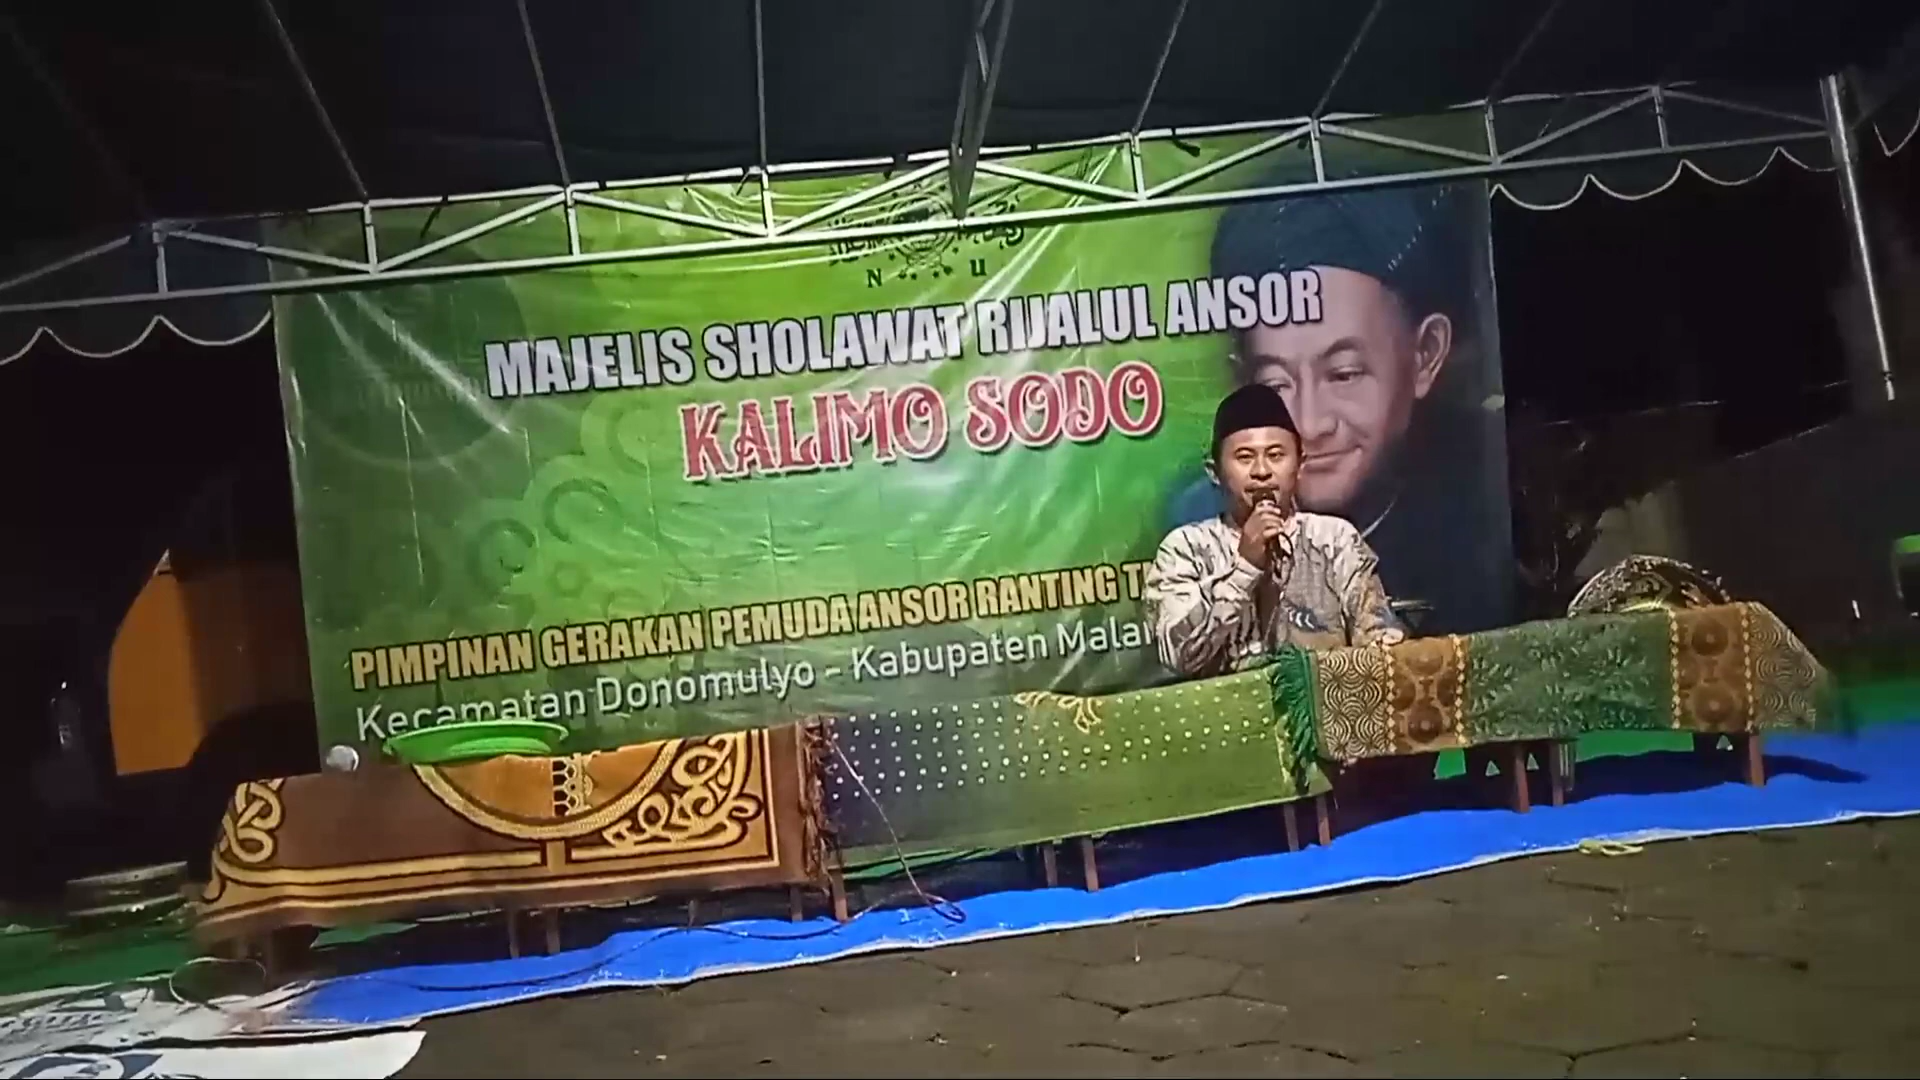 N U
MAJELIS SHOLAWAT RIJALUL ANSOR
KALIMO SODO
PIMPINAN GERAKAN PEMUDA ANSOR RANTING
Kecamatan Donomulyo - Kabupaten